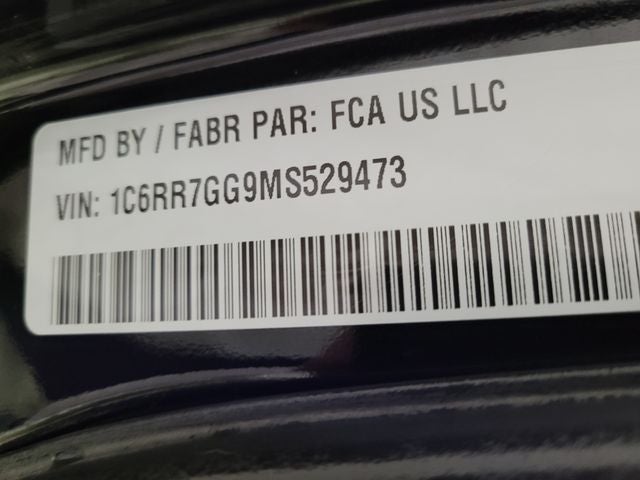 MFD BY / FABR PAR: FCA US LLC
VIN: 1C6RR7GG9MS529473